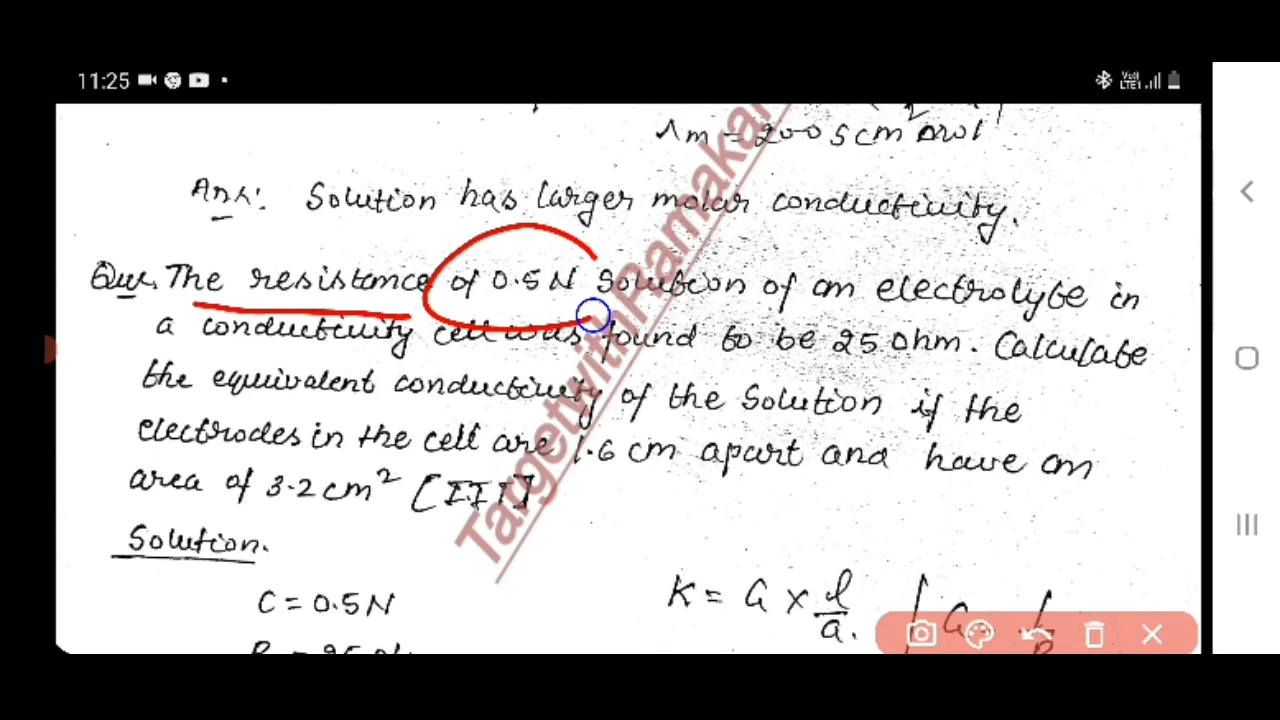 11:25
VoO LTE1
Λm = 200 S cm² mol
Ans: Solution has larger molar conductivity.
Que. The resistance of 0.5N Solution of an electrolyte in
a conductivity cell was found to be 25 Ohm. Calculate
the equivalent conductivity of the Solution if the
electrodes in the cell are 1.6 cm apart and have an
area of 3.2 cm² [IIT]
Solution.
C = 0.5N
K = G × l/a.
TargetwithRamakar